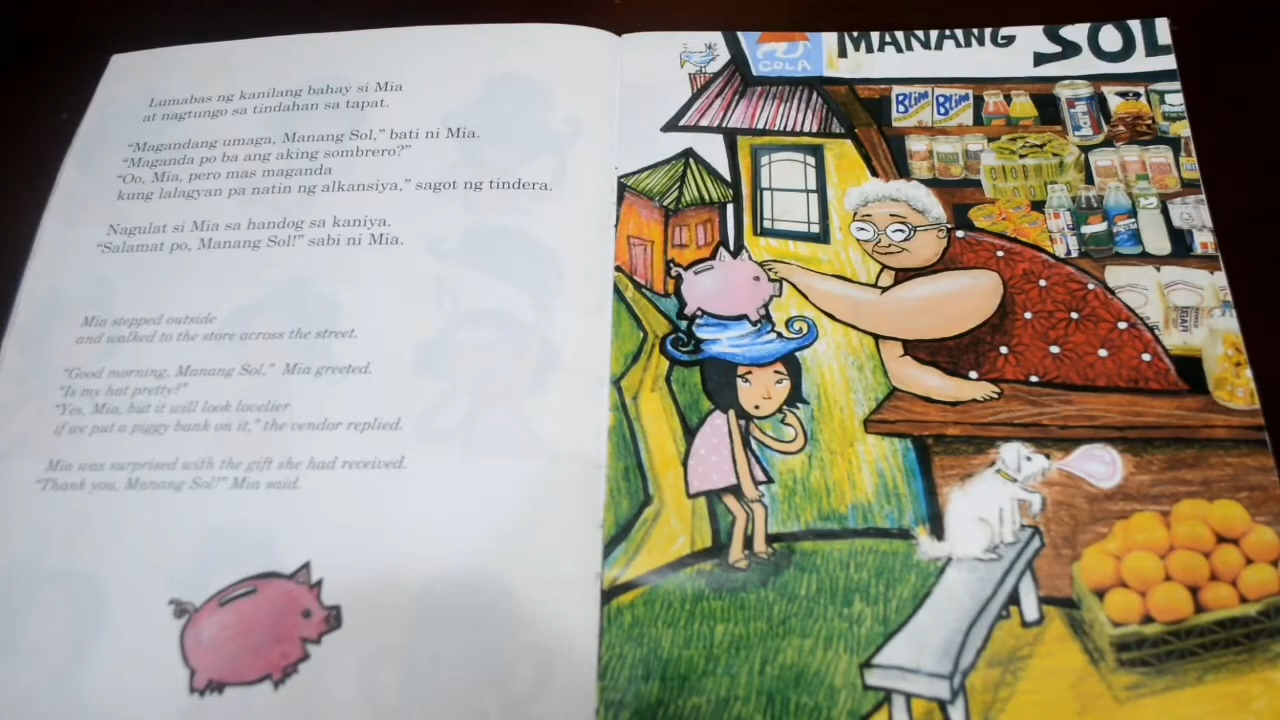 Lumabas ng kanilang bahay si Mia
at nagtungo sa tindahan sa tapat.
“Magandang umaga, Manang Sol,” bati ni Mia.
“Maganda po ba ang aking sombrero?”
“Oo, Mia, pero mas maganda
kung lalagyan pa natin ng alkansiya,” sagot ng tindera.
Nagulat si Mia sa handog sa kaniya.
“Salamat po, Manang Sol!” sabi ni Mia.
Mia stepped outside
and walked to the store across the street.
“Good morning, Manang Sol,” Mia greeted.
“Is my hat pretty?”
“Yes, Mia, but it will look lovelier
if we put a piggy bank on it,” the vendor replied.
Mia was surprised with the gift she had received.
“Thank you, Manang Sol!” Mia said.
COLA
MANANG SOL
BLIM BLIM
SUGAR